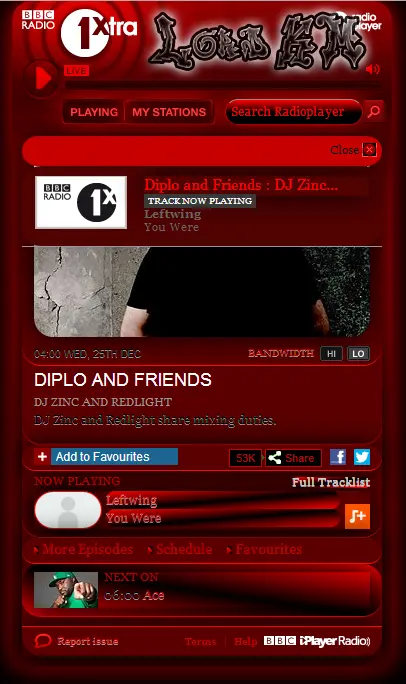 BBC RADIO 1Xtra
Lord KM
radio player
LIVE
PLAYING MY STATIONS Search Radioplayer
Close
BBC RADIO 1X
Diplo and Friends : DJ Zinc...
TRACK NOW PLAYING
Leftwing
You Were
04:00 WED, 25TH DEC BANDWIDTH HI LO
DIPLO AND FRIENDS
DJ ZINC AND REDLIGHT
DJ Zinc and Redlight share mixing duties.
+ Add to Favourites 53K Share f
NOW PLAYING Full Tracklist
Leftwing
You Were
More Episodes Schedule Favourites
NEXT ON
06:00 Ace
Report issue Terms | Help BBC iPlayer Radio